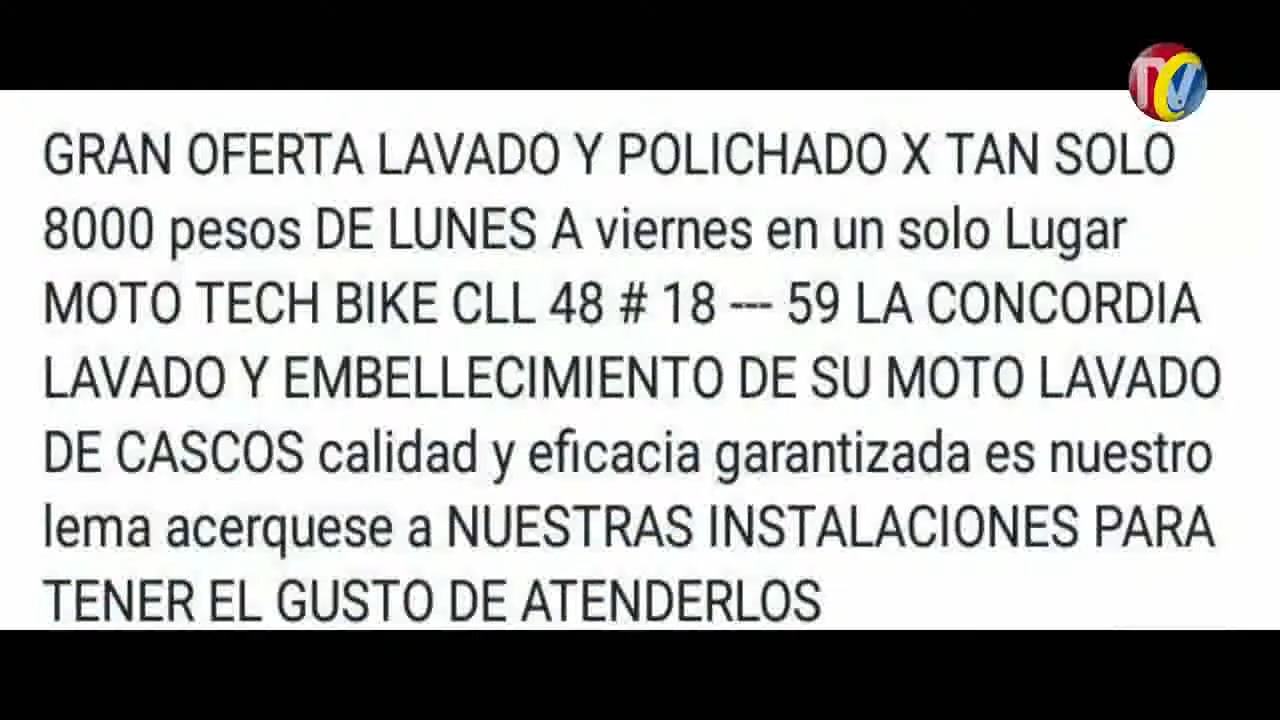 GRAN OFERTA LAVADO Y POLICHADO X TAN SOLO
8000 pesos DE LUNES A viernes en un solo Lugar
MOTO TECH BIKE CLL 48 # 18 --- 59 LA CONCORDIA
LAVADO Y EMBELLECIMIENTO DE SU MOTO LAVADO
DE CASCOS calidad y eficacia garantizada es nuestro
lema acerquese a NUESTRAS INSTALACIONES PARA
TENER EL GUSTO DE ATENDERLOS